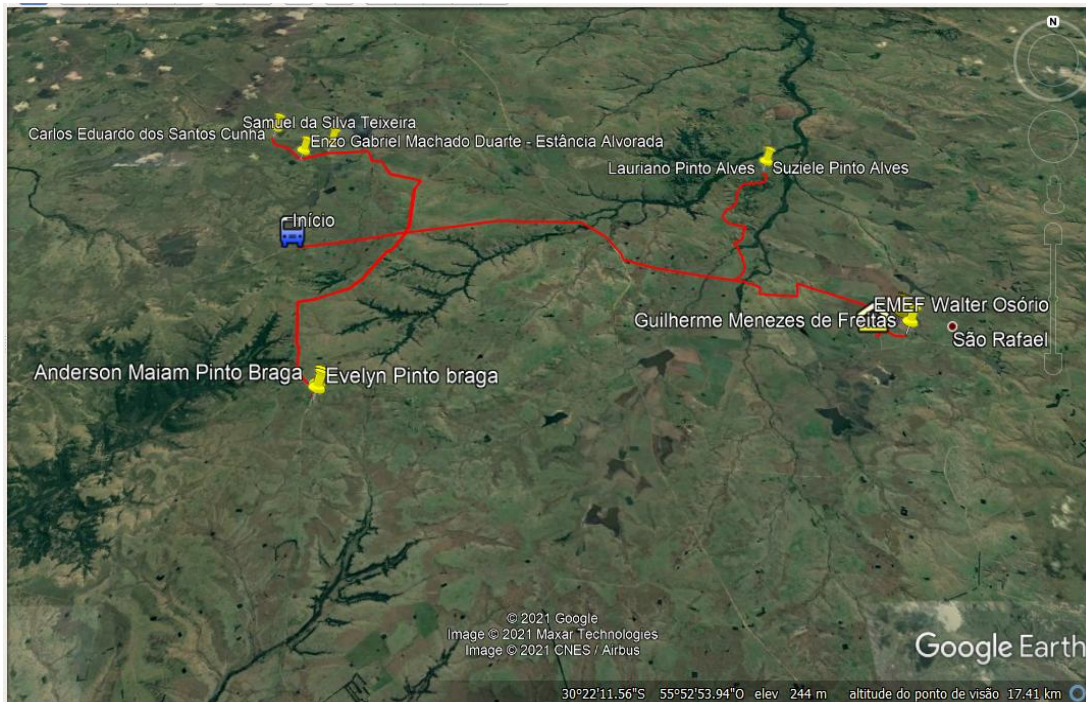 N
Samuel da Silva Teixeira
Carlos Eduardo dos Santos Cunha
Enzo Gabriel Machado Duarte - Estância Alvorada
Lauriano Pinto Alves
Suziele Pinto Alves
Início
EMEF Walter Osório
Guilherme Menezes de Freitas
São Rafael
Anderson Maiam Pinto Braga
Evelyn Pinto braga
© 2021 Google
Image © 2021 Maxar Technologies
Image © 2021 CNES / Airbus
Google Earth
30°22'11.56"S 55°52'53.94"O elev 244 m altitude do ponto de visão 17.41 km